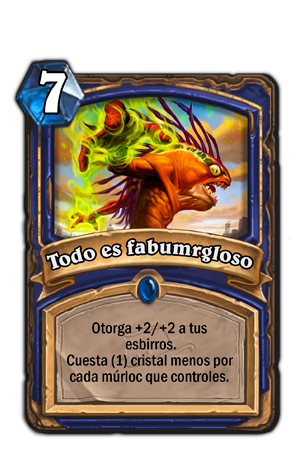 7
Todo es fabumrgloso
Otorga +2/+2 a tus
esbirros.
Cuesta (1) cristal menos por
cada múrloc que controles.